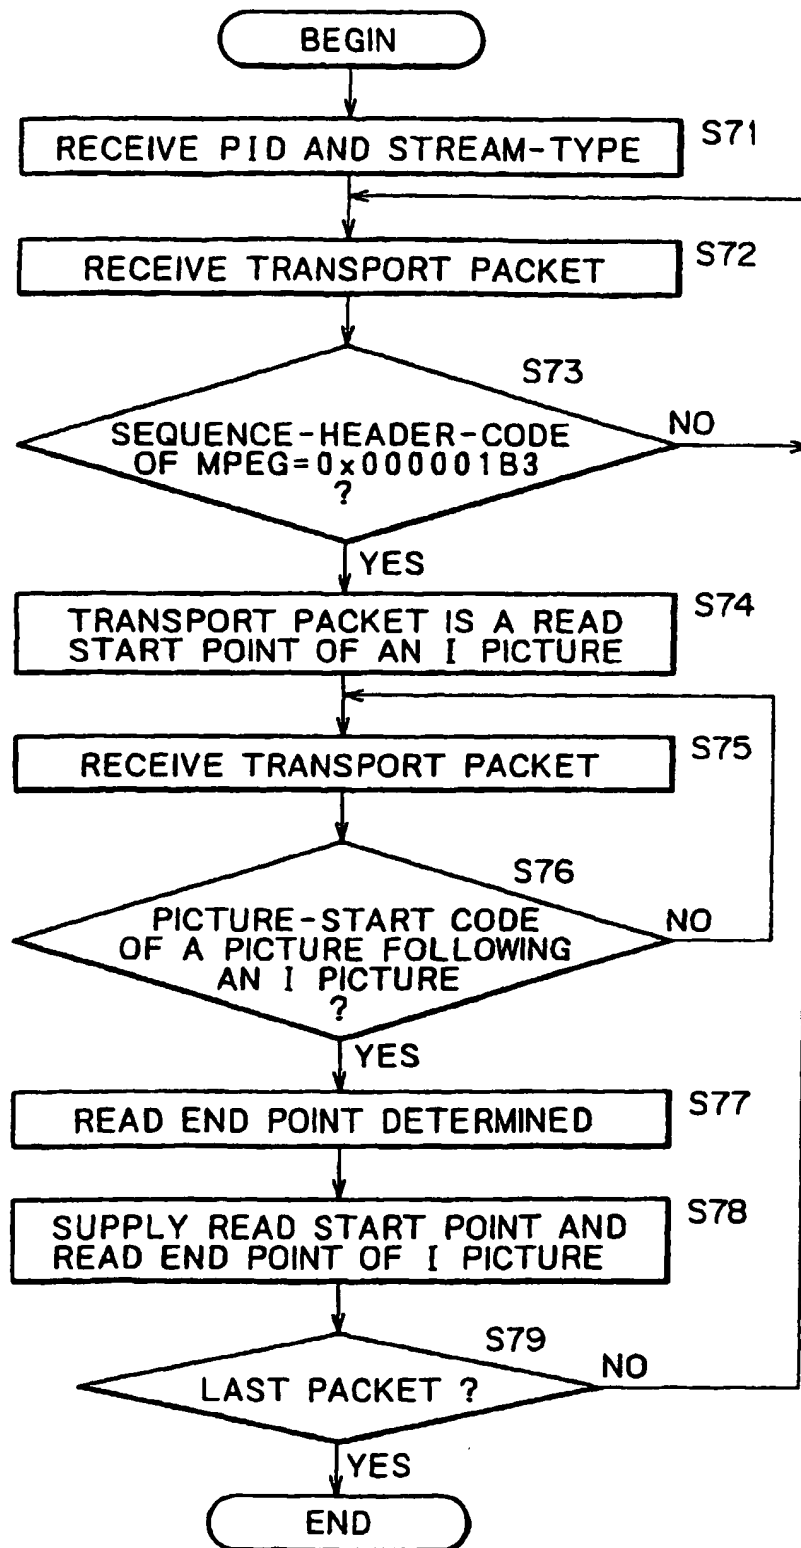 BEGIN
RECEIVE PID AND STREAM-TYPE
S71
RECEIVE TRANSPORT PACKET
S72
S73
SEQUENCE-HEADER-CODE
OF MPEG=0x000001B3
?
NO
YES
TRANSPORT PACKET IS A READ
START POINT OF AN I PICTURE
S74
RECEIVE TRANSPORT PACKET
S75
S76
PICTURE-START CODE
OF A PICTURE FOLLOWING
AN I PICTURE
?
NO
YES
READ END POINT DETERMINED
S77
SUPPLY READ START POINT AND
READ END POINT OF I PICTURE
S78
S79
LAST PACKET ?
NO
YES
END